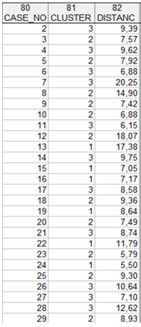 80 81 82
CASE_NO CLUSTER DISTANC
2 3 9,39
3 2 7,57
4 3 9,62
5 2 7,92
6 3 6,88
7 3 20,25
8 2 14,90
9 2 7,42
10 2 6,88
11 3 6,15
12 2 18,07
13 1 17,38
14 3 9,75
15 1 7,05
16 1 7,17
17 3 8,58
18 2 9,36
19 1 8,64
20 2 7,49
21 3 8,74
22 1 11,79
23 2 5,79
24 1 5,50
25 2 9,30
26 3 10,64
27 3 7,10
28 3 12,62
29 2 8,93